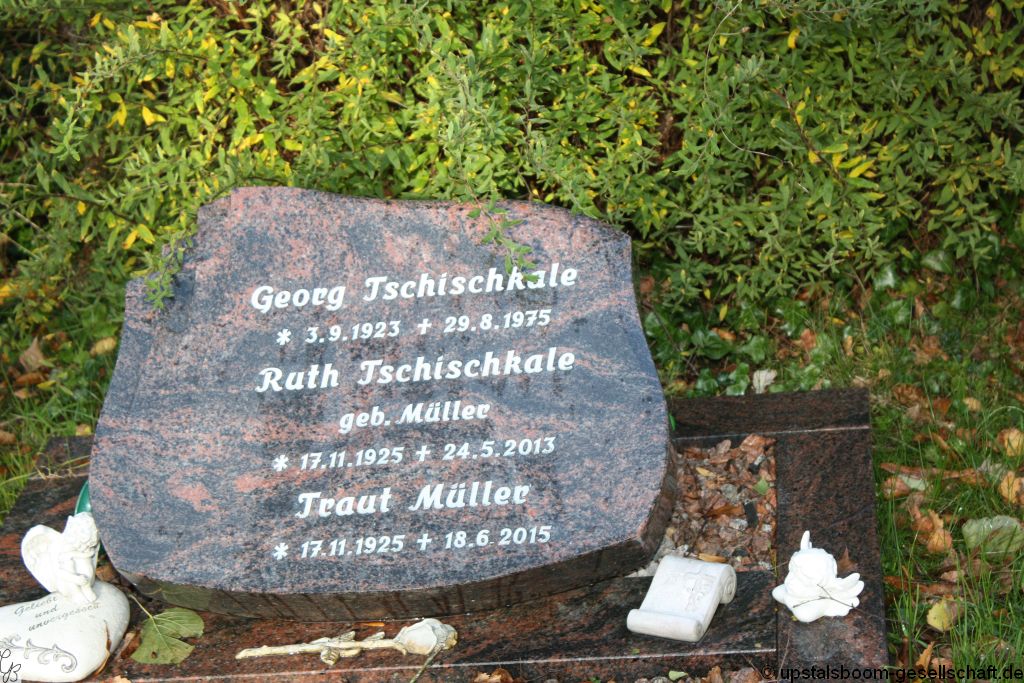 Georg Tschischkale
* 3.9.1923 + 29.8.1975
Ruth Tschischkale
geb. Müller
* 17.11.1925 + 24.5.2013
Traut Müller
* 17.11.1925 + 18.6.2015
Geliebt
und
unvergessen
GB
© upstalsboom-gesellschaft.de